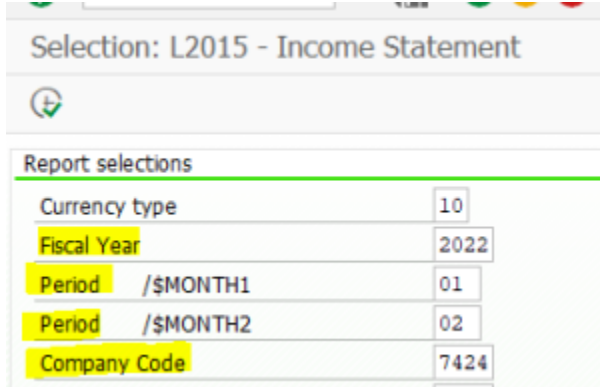 Selection: L2015 - Income Statement
Report selections
Currency type 10
Fiscal Year 2022
Period /$MONTH1 01
Period /$MONTH2 02
Company Code 7424